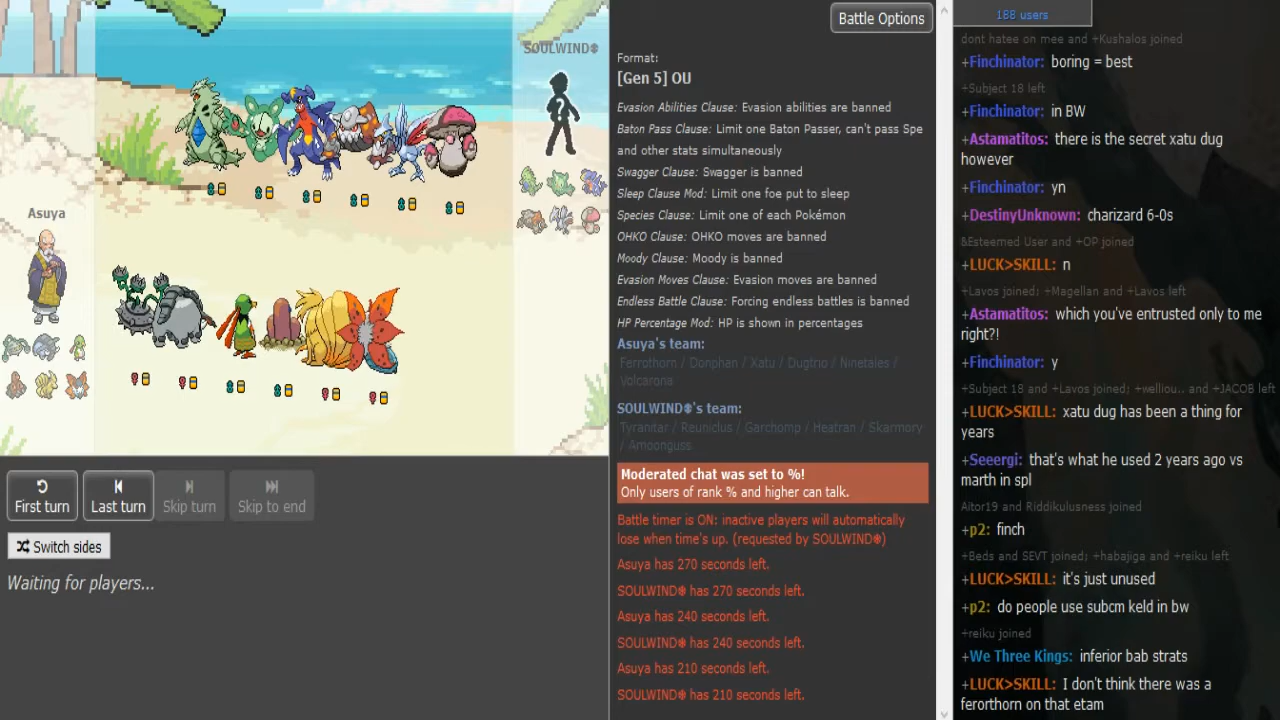 SOULWIND❄
Asuya
First turn
Last turn
Skip turn
Skip to end
Switch sides
Waiting for players...
Battle Options
Format:
[Gen 5] OU
Evasion Abilities Clause: Evasion abilities are banned
Baton Pass Clause: Limit one Baton Passer, can't pass Spe
and other stats simultaneously
Swagger Clause: Swagger is banned
Sleep Clause Mod: Limit one foe put to sleep
Species Clause: Limit one of each Pokémon
OHKO Clause: OHKO moves are banned
Moody Clause: Moody is banned
Evasion Moves Clause: Evasion moves are banned
Endless Battle Clause: Forcing endless battles is banned
HP Percentage Mod: HP is shown in percentages
Asuya's team:
Ferrothorn / Donphan / Xatu / Dugtrio / Ninetales /
Volcarona
SOULWIND❄'s team:
Tyranitar / Reuniclus / Garchomp / Heatran / Skarmory
/ Amoonguss
Moderated chat was set to %!
Only users of rank % and higher can talk.
Battle timer is ON: inactive players will automatically
lose when time's up. (requested by SOULWIND❄)
Asuya has 270 seconds left.
SOULWIND❄ has 270 seconds left.
Asuya has 240 seconds left.
SOULWIND❄ has 240 seconds left.
Asuya has 210 seconds left.
SOULWIND❄ has 210 seconds left.
188 users
dont hatee on mee and +Kushalos joined
+Finchinator: boring = best
+Subject 18 left
+Finchinator: in BW
+Astamatitos: there is the secret xatu dug
however
+Finchinator: yn
+DestinyUnknown: charizard 6-0s
&Esteemed User and +OP joined
+LUCK>SKILL: n
+Lavos joined; +Magellan and +Lavos left
+Astamatitos: which you've entrusted only to me
right?!
+Finchinator: y
+Subject 18 and +Lavos joined; +welliou.. and +JACOB left
+LUCK>SKILL: xatu dug has been a thing for
years
+Seeergi: that's what he used 2 years ago vs
marth in spl
Aitor19 and Riddikulusness joined
+p2: finch
+Beds and SEVT joined; +habajiga and +reiku left
+LUCK>SKILL: it's just unused
+p2: do people use subcm keld in bw
+reiku joined
+We Three Kings: inferior bab strats
+LUCK>SKILL: I don't think there was a
ferorthorn on that etam